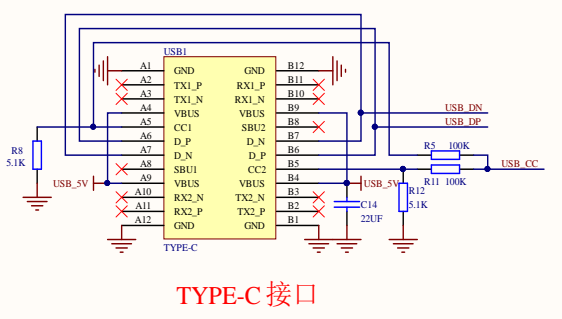 USB1
A1 GND GND B12
A2 TX1_P RX1_P B11
A3 TX1_N RX1_N B10
A4 VBUS VBUS B9
A5 CC1 SBU2 B8
A6 D_P D_N B7
A7 D_N D_P B6
A8 SBU1 CC2 B5
A9 VBUS VBUS B4
A10 RX2_N TX2_N B3
A11 RX2_P TX2_P B2
A12 GND GND B1
TYPE-C
R8
5.1K
USB_5V
USB_5V
C14
22UF
R12
5.1K
USB_DN
USB_DP
R5 100K
USB_CC
R11 100K
TYPE-C 接口